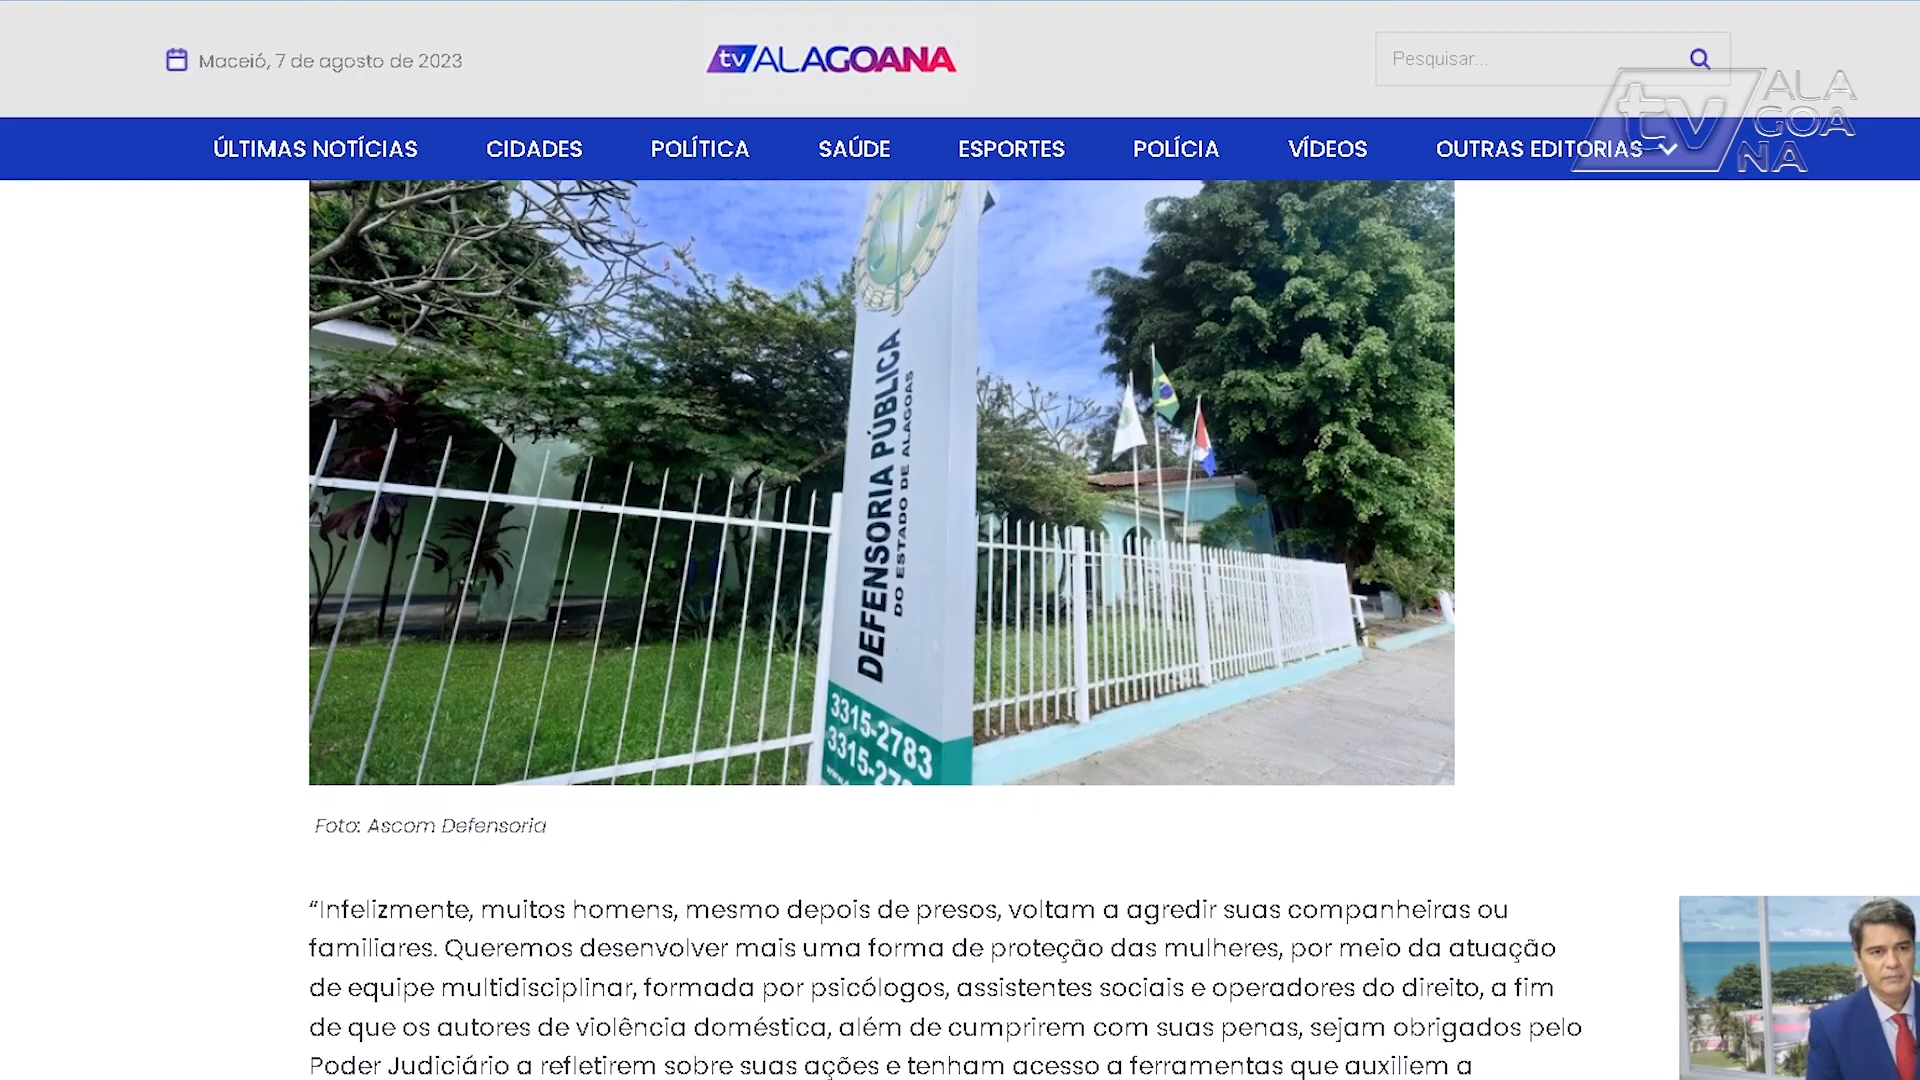 Maceió, 7 de agosto de 2023
tv ALAGOANA
Pesquisar...
tv ALA
GOA
NA
ÚLTIMAS NOTÍCIAS CIDADES POLÍTICA SAÚDE ESPORTES POLÍCIA VÍDEOS OUTRAS EDITORIAS
DEFENSORIA PÚBLICA
DO ESTADO DE ALAGOAS
3315-2783
3315-27
Foto: Ascom Defensoria
“Infelizmente, muitos homens, mesmo depois de presos, voltam a agredir suas companheiras ou
familiares. Queremos desenvolver mais uma forma de proteção das mulheres, por meio da atuação
de equipe multidisciplinar, formada por psicólogos, assistentes sociais e operadores do direito, a fim
de que os autores de violência doméstica, além de cumprirem com suas penas, sejam obrigados pelo
Poder Judiciário a refletirem sobre suas ações e tenham acesso a ferramentas que auxiliem a